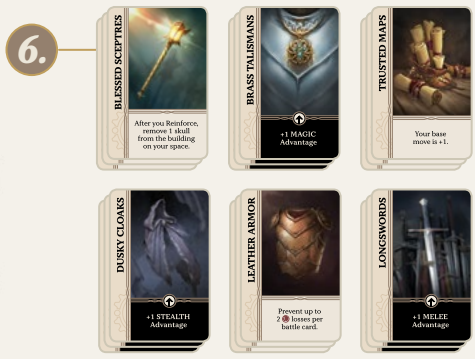 6.
BLESSED SCEPTRES
After you Reinforce,
remove 1 skull
from the building
on your space.
BRASS TALISMANS
+1 MAGIC
Advantage
TRUSTED MAPS
Your base
move is +1.
DUSKY CLOAKS
+1 STEALTH
Advantage
LEATHER ARMOR
Prevent up to
2 losses per
battle card.
LONGSWORDS
+1 MELEE
Advantage